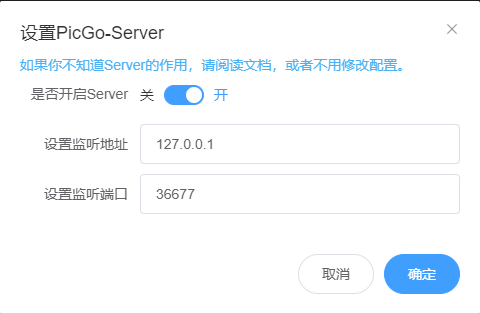 设置PicGo-Server
如果你不知道Server的作用，请阅读文档，或者不用修改配置。
是否开启Server 关 开
设置监听地址 127.0.0.1
设置监听端口 36677
取消 确定